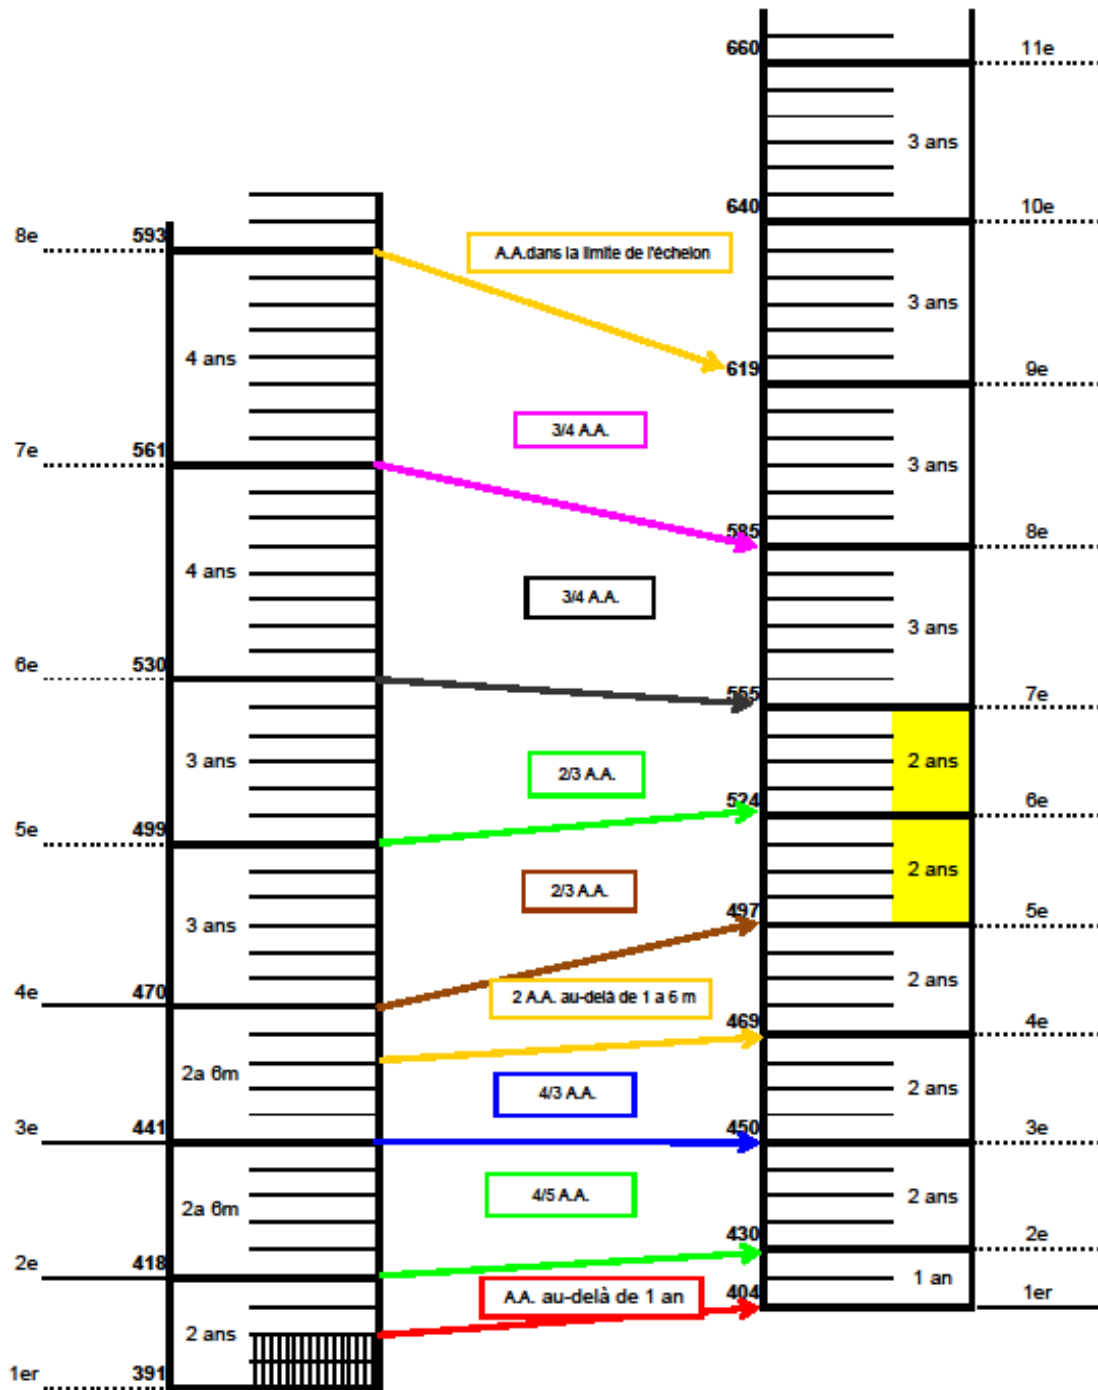 660 11e
3 ans
640 10e
8e 593
A.A.dans la limite de l'échelon
3 ans
4 ans
619 9e
3/4 A.A.
7e 561
3 ans
585 8e
4 ans
3/4 A.A.
3 ans
6e 530
555 7e
3 ans
2/3 A.A.
2 ans
524 6e
5e 499
2 ans
2/3 A.A.
497 5e
3 ans
2 ans
4e 470
2 A.A. au-delà de 1 a 6 m
469 4e
2a 6m
4/3 A.A.
2 ans
3e 441
450 3e
2a 6m
4/5 A.A.
2 ans
430 2e
2e 418
1 an
A.A. au-delà de 1 an
404 1er
2 ans
1er 391